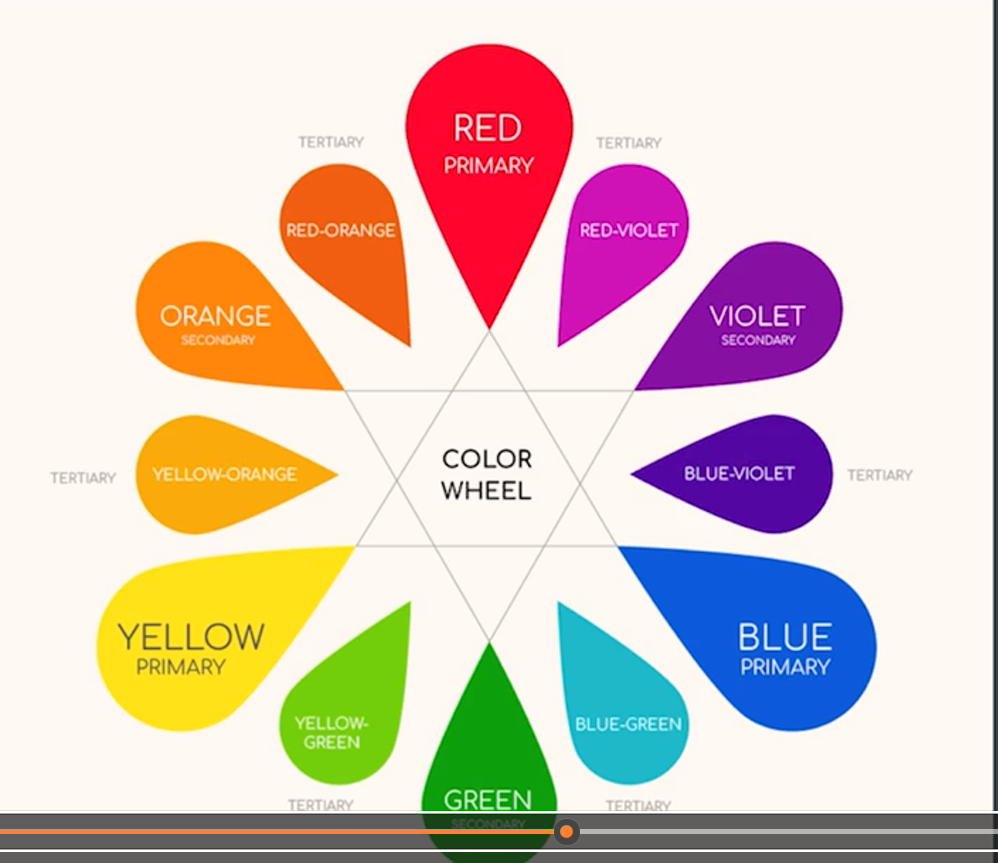 RED
PRIMARY
TERTIARY
TERTIARY
RED-ORANGE
RED-VIOLET
ORANGE
SECONDARY
VIOLET
SECONDARY
COLOR
WHEEL
TERTIARY
YELLOW-ORANGE
BLUE-VIOLET
TERTIARY
YELLOW
PRIMARY
BLUE
PRIMARY
YELLOW-
GREEN
BLUE-GREEN
TERTIARY
GREEN
SECONDARY
TERTIARY